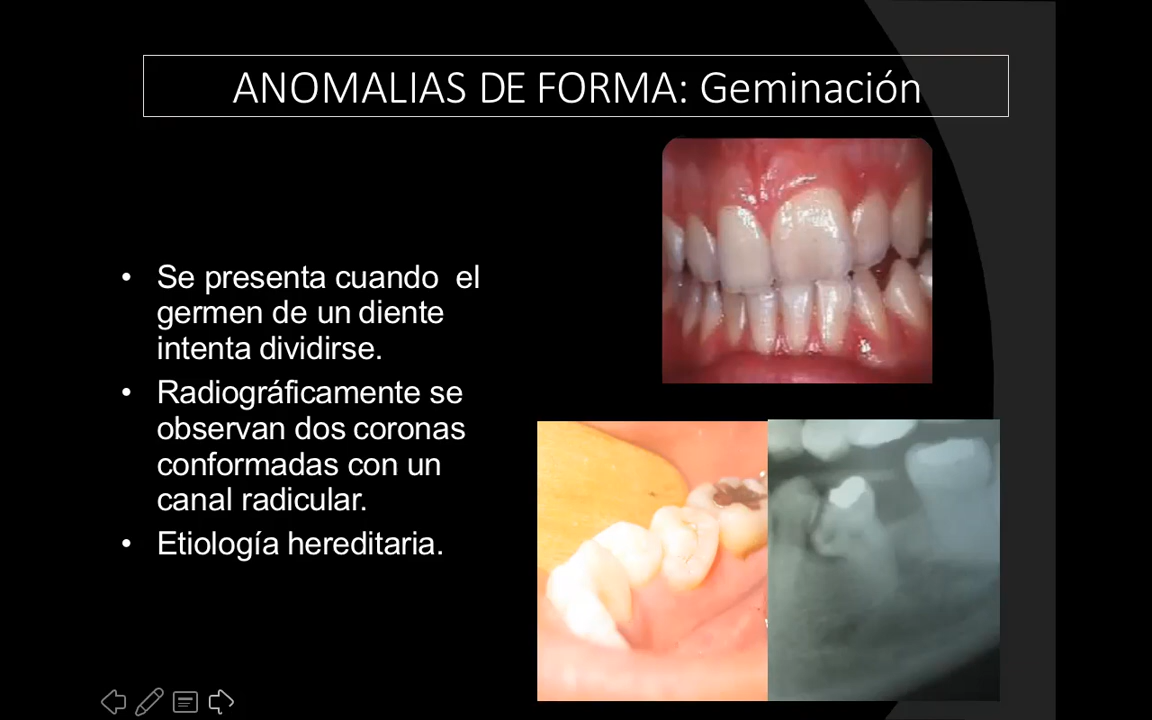 ANOMALIAS DE FORMA: Geminación
• Se presenta cuando el
germen de un diente
intenta dividirse.
• Radiográficamente se
observan dos coronas
conformadas con un
canal radicular.
• Etiología hereditaria.